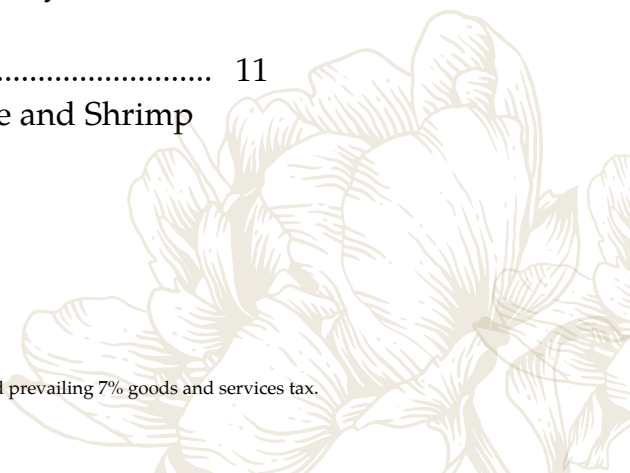 ........................... 11
and Shrimp
prevailing 7% goods and services tax.